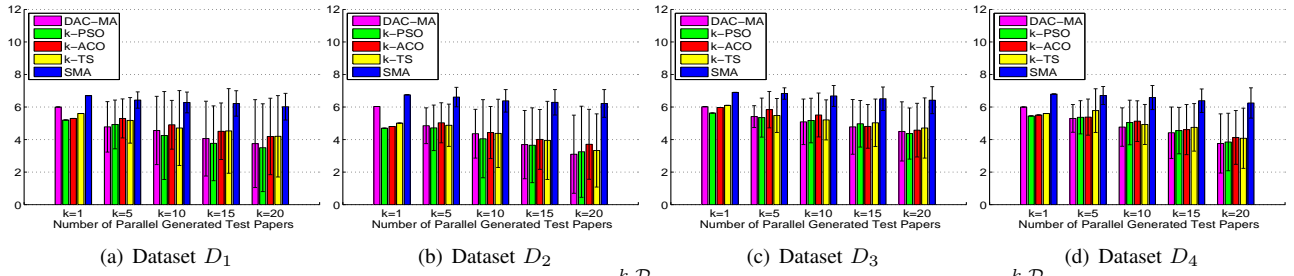 12
10
8
6
4
2
0
DAC−MA
k−PSO
k−ACO
k−TS
SMA
k=1 k=5 k=10 k=15 k=20
Number of Parallel Generated Test Papers
(a) Dataset D1
12
10
8
6
4
2
0
DAC−MA
k−PSO
k−ACO
k−TS
SMA
k=1 k=5 k=10 k=15 k=20
Number of Parallel Generated Test Papers
(b) Dataset D2
12
10
8
6
4
2
0
DAC−MA
k−PSO
k−ACO
k−TS
SMA
k=1 k=5 k=10 k=15 k=20
Number of Parallel Generated Test Papers
(c) Dataset D3
12
10
8
6
4
2
0
DAC−MA
k−PSO
k−ACO
k−TS
SMA
k=1 k=5 k=10 k=15 k=20
Number of Parallel Generated Test Papers
(d) Dataset D4